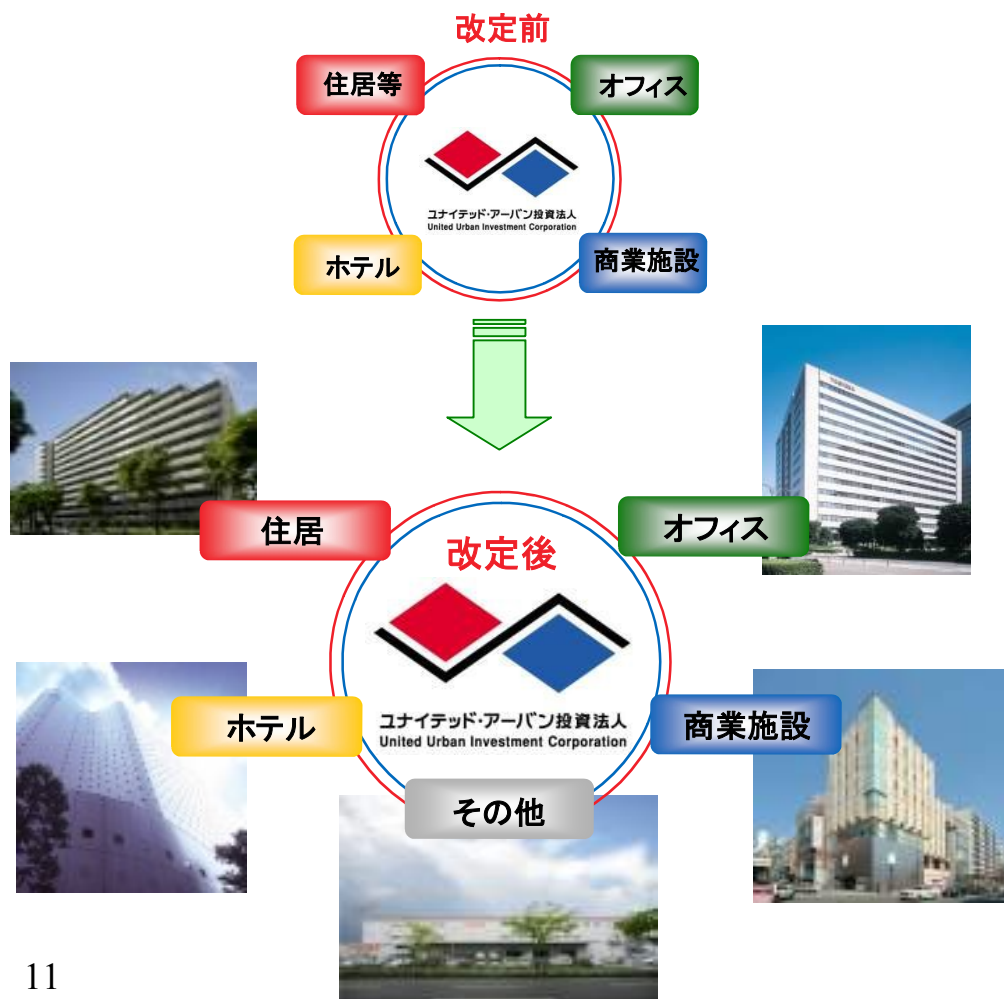 改定前
住居等
オフィス
ユナイテッド・アーバン投資法人
United Urban Investment Corporation
ホテル
商業施設
住居
オフィス
改定後
ユナイテッド・アーバン投資法人
United Urban Investment Corporation
ホテル
商業施設
その他
11